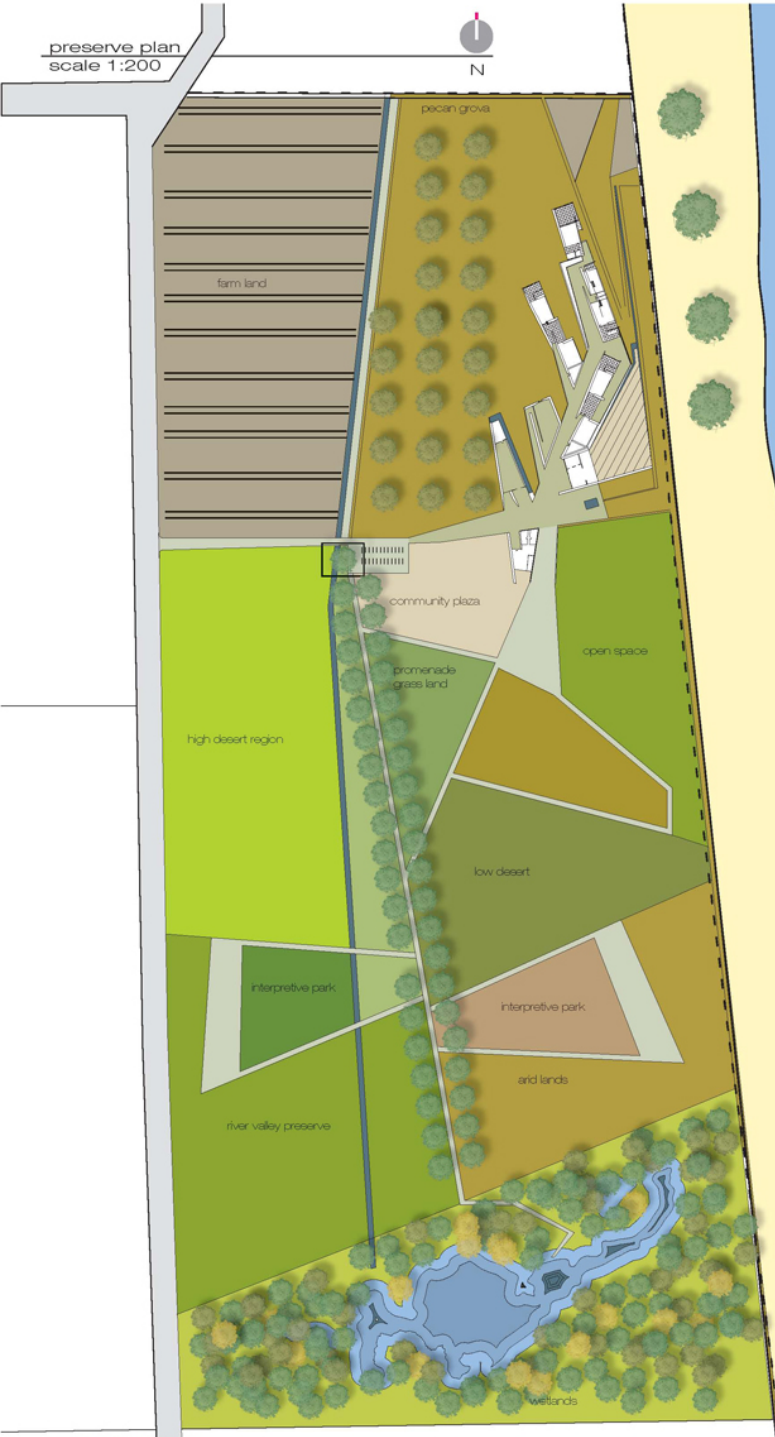 preserve plan
scale 1:200
N
pecan grova
farm land
community plaza
promenade
grass land
open space
high desert region
low desert
interpretive park
interpretive park
arid lands
river valley preserve
wetlands